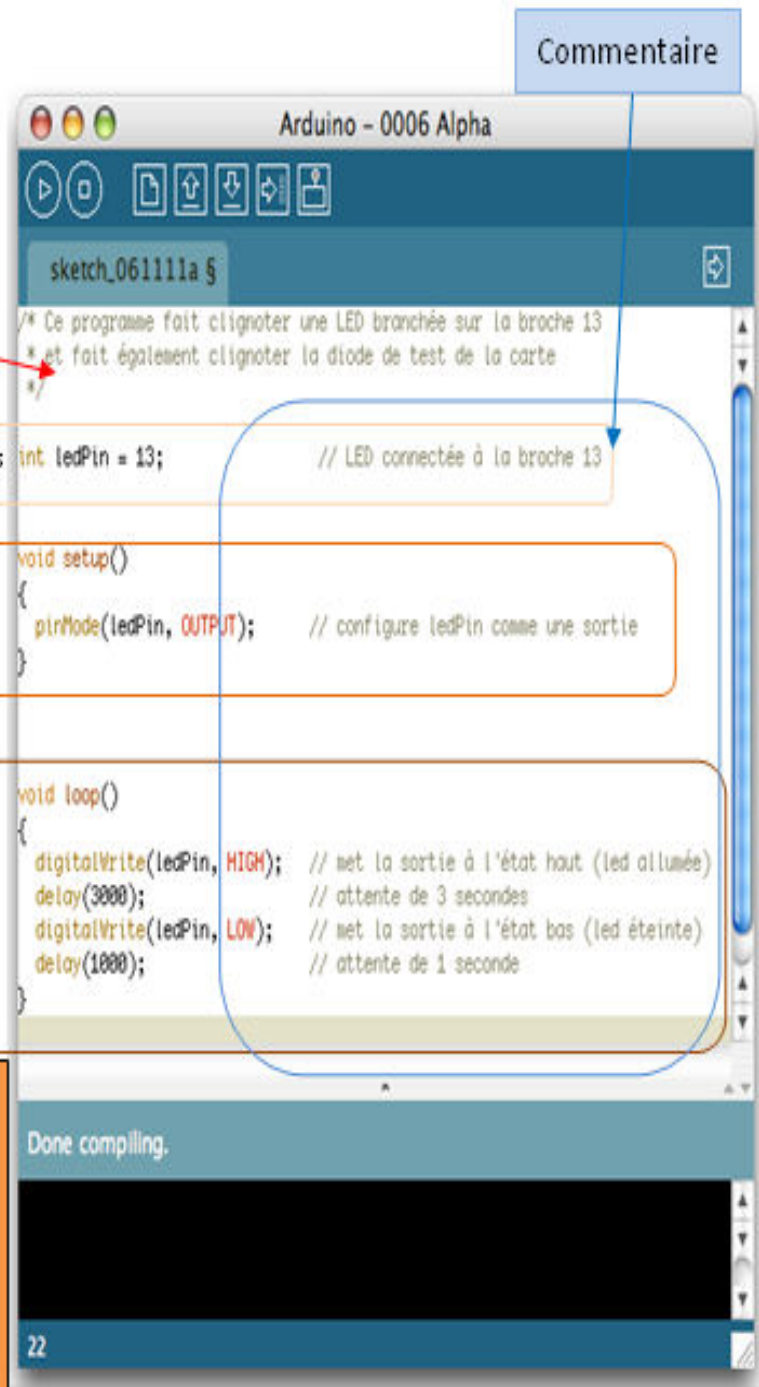 Commentaire
Arduino - 0006 Alpha
sketch_061111a §
/* Ce programme fait clignoter une LED branchée sur la broche 13
* et fait également clignoter la diode de test de la carte
*/
int ledPin = 13; // LED connectée à la broche 13
void setup()
{
pinMode(ledPin, OUTPUT); // configure ledPin comme une sortie
}
void loop()
{
digitalWrite(ledPin, HIGH); // met la sortie à l'état haut (led allumée)
delay(3000); // attente de 3 secondes
digitalWrite(ledPin, LOW); // met la sortie à l'état bas (led éteinte)
delay(1000); // attente de 1 seconde
}
Done compiling.
22